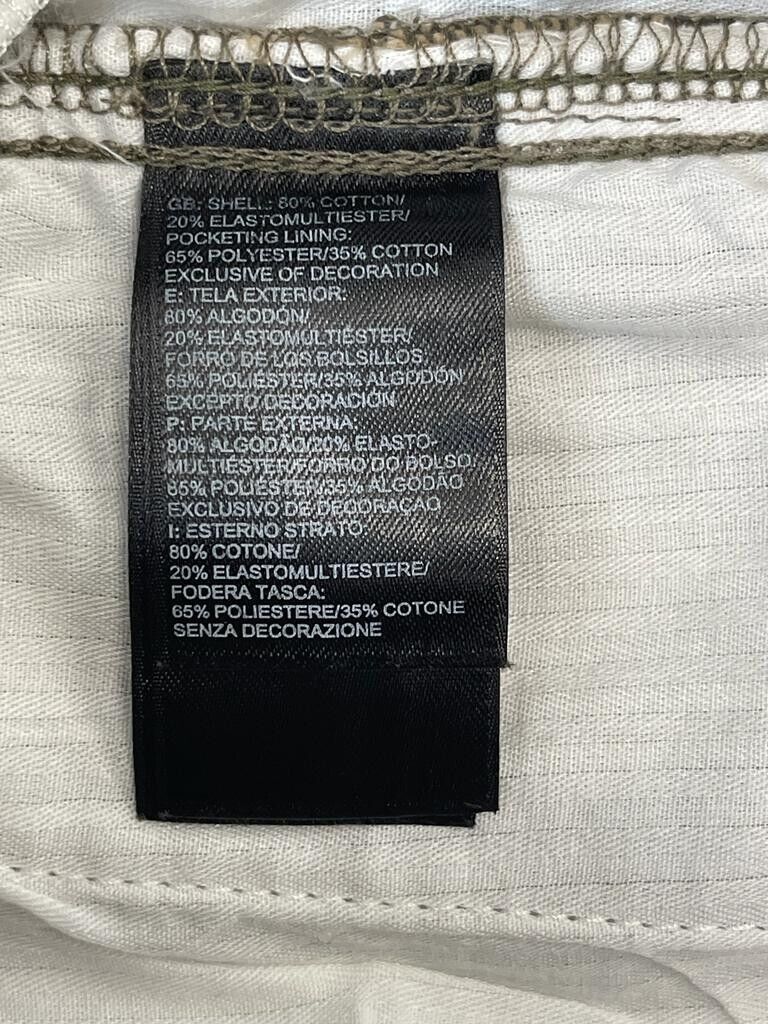 GB: SHELL: 80% COTTON/
20% ELASTOMULTIESTER/
POCKETING LINING:
65% POLYESTER/35% COTTON
EXCLUSIVE OF DECORATION
E: TELA EXTERIOR:
80% ALGODÓN/
20% ELASTOMULTIÉSTER/
FORRO DE LOS BOLSILLOS:
65% POLIÉSTER/35% ALGODÓN
EXCEPTO DECORACIÓN
P: PARTE EXTERNA:
80% ALGODÃO/20% ELASTO-
MULTIÉSTER/FORRO DO BOLSO:
65% POLIÉSTER/35% ALGODÃO
EXCLUSIVO DE DECORAÇÃO
I: ESTERNO STRATO:
80% COTONE/
20% ELASTOMULTIESTERE/
FODERA TASCA:
65% POLIESTERE/35% COTONE
SENZA DECORAZIONE